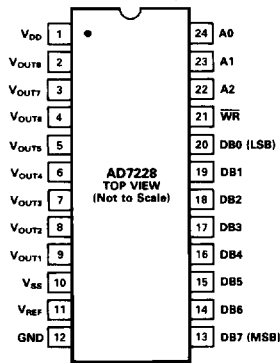 VDD 1 24 A0
VOUT8 2 23 A1
VOUT7 3 22 A2
VOUT6 4 21 W̅R̅
VOUT5 5 20 DB0 (LSB)
VOUT4 6 AD7228 19 DB1
TOP VIEW
VOUT3 7 (Not to Scale) 18 DB2
VOUT2 8 17 DB3
VOUT1 9 16 DB4
VSS 10 15 DB5
VREF 11 14 DB6
GND 12 13 DB7 (MSB)